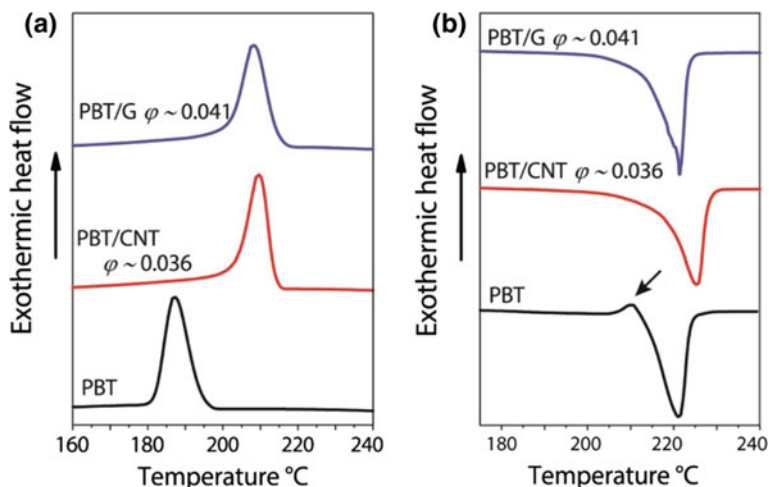 (a)
Exothermic heat flow
PBT/G φ ~ 0.041
PBT/CNT
φ ~ 0.036
PBT
160 180 200 220 240
Temperature °C
(b)
Exothermic heat flow
PBT/G φ ~ 0.041
PBT/CNT φ ~ 0.036
PBT
180 200 220 240
Temperature °C